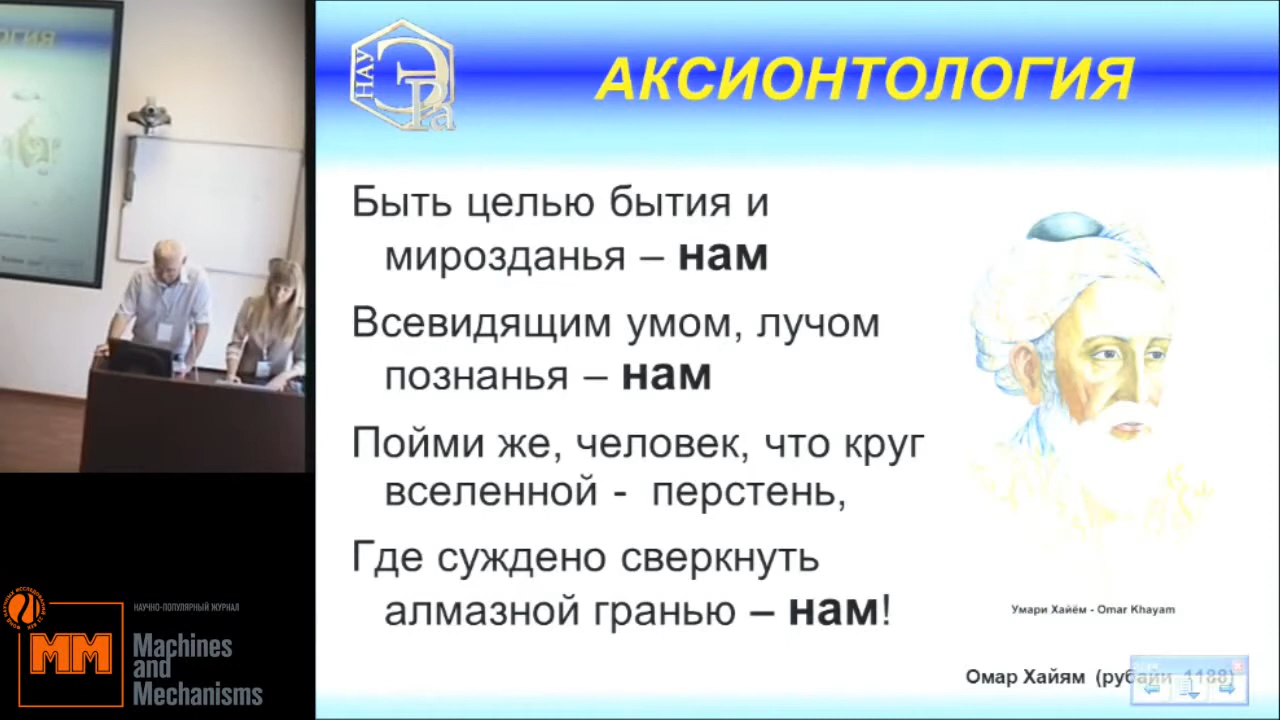 НАУ
ЭРа
АКСИОНТОЛОГИЯ
Быть целью бытия и
мирозданья – нам
Всевидящим умом, лучом
познанья – нам
Пойми же, человек, что круг
вселенной - перстень,
Где суждено сверкнуть
алмазной гранью – нам!
Умари Хайём - Omar Khayam
Омар Хайям (рубайи 1188)
НАУЧНО-ПОПУЛЯРНЫЙ ЖУРНАЛ
ММ
Machines
and
Mechanisms